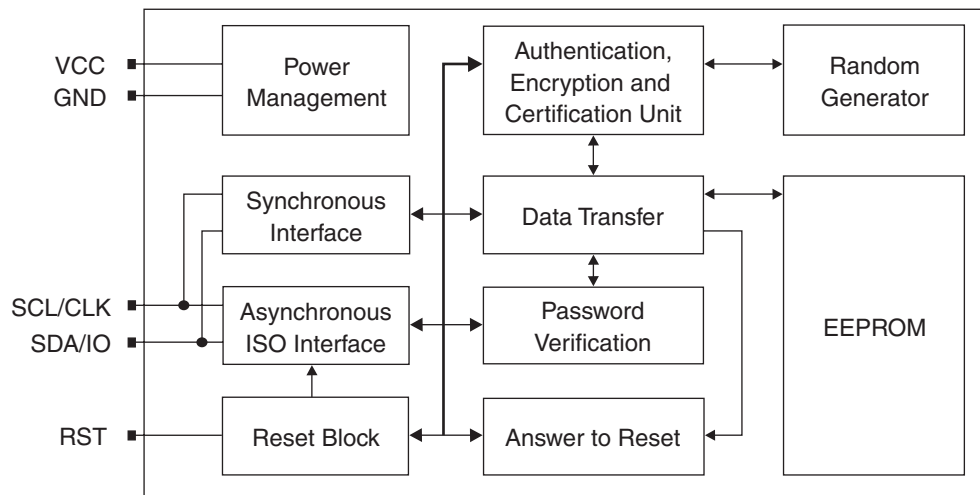 VCC
GND
Power
Management
Authentication,
Encryption and
Certification Unit
Random
Generator
Synchronous
Interface
Data Transfer
EEPROM
SCL/CLK
SDA/IO
Asynchronous
ISO Interface
Password
Verification
RST
Reset Block
Answer to Reset